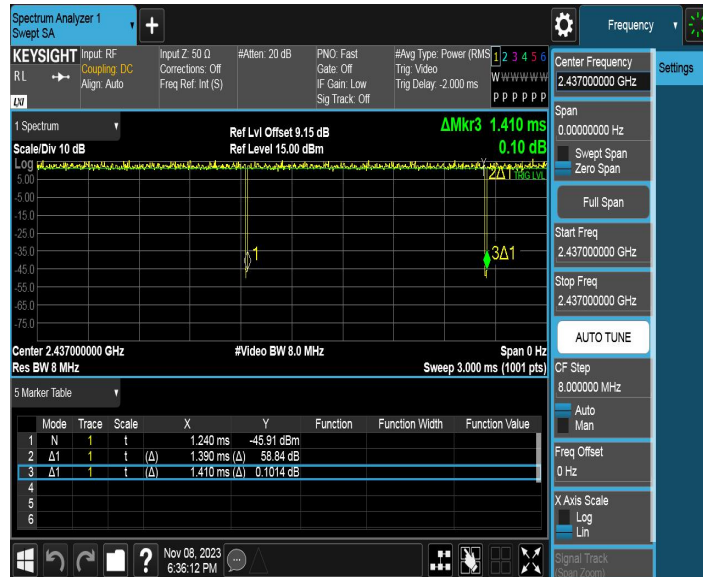 Spectrum Analyzer 1
Swept SA
Frequency
KEYSIGHT Input: RF
RL
Coupling: DC
Align: Auto
LXI
Input Z: 50 Ω
Corrections: Off
Freq Ref: Int (S)
#Atten: 20 dB
PNO: Fast
Gate: Off
IF Gain: Low
Sig Track: Off
#Avg Type: Power (RMS
Trig: Video
Trig Delay: -2.000 ms
1 2 3 4 5 6
W W W W W W
P P P P P P
Center Frequency
2.437000000 GHz
Settings
Span
0.00000000 Hz
Swept Span
Zero Span
Full Span
Start Freq
2.437000000 GHz
Stop Freq
2.437000000 GHz
AUTO TUNE
CF Step
8.000000 MHz
Auto
Man
Freq Offset
0 Hz
X Axis Scale
Log
Lin
Signal Track
(Span Zoom)
1 Spectrum
Scale/Div 10 dB
Ref Lvl Offset 9.15 dB
Ref Level 15.00 dBm
ΔMkr3 1.410 ms
0.10 dB
Log
5.00
-5.00
-15.0
-25.0
-35.0
-45.0
-55.0
-65.0
-75.0
2Δ1
TRIG LVL
1
3Δ1
Center 2.437000000 GHz
Res BW 8 MHz
#Video BW 8.0 MHz
Span 0 Hz
Sweep 3.000 ms (1001 pts)
5 Marker Table
Mode Trace Scale X Y Function Function Width Function Value
1 N 1 t 1.240 ms -45.91 dBm
2 Δ1 1 t (Δ) 1.390 ms (Δ) 58.84 dB
3 Δ1 1 t (Δ) 1.410 ms (Δ) 0.1014 dB
4
5
6
?
Nov 08, 2023
6:36:12 PM